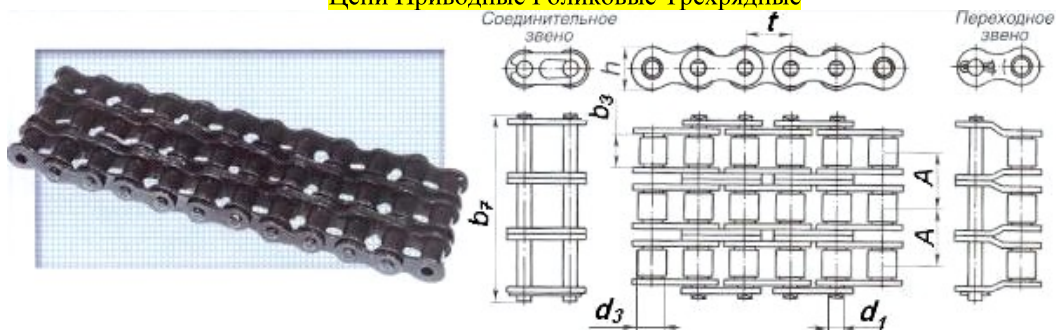 Цепи Приводные Роликовые Трехрядные
Соединительное
звено
t
Переходное
звено
h
b3
b7
A
A
d3
d1